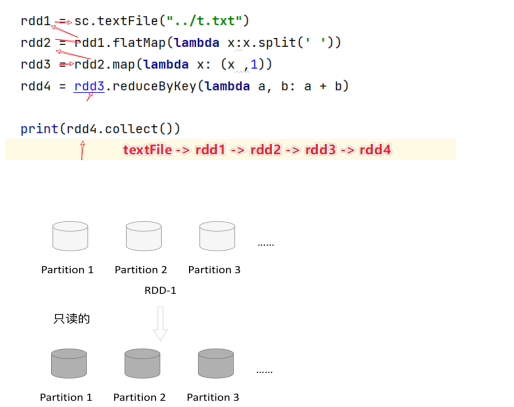 rdd1 = sc.textFile("../t.txt")
rdd2 = rdd1.flatMap(lambda x:x.split(' '))
rdd3 = rdd2.map(lambda x: (x ,1))
rdd4 = rdd3.reduceByKey(lambda a, b: a + b)
print(rdd4.collect())
textFile -> rdd1 -> rdd2 -> rdd3 -> rdd4
......
Partition 1 Partition 2 Partition 3
RDD-1
只读的
......
Partition 1 Partition 2 Partition 3